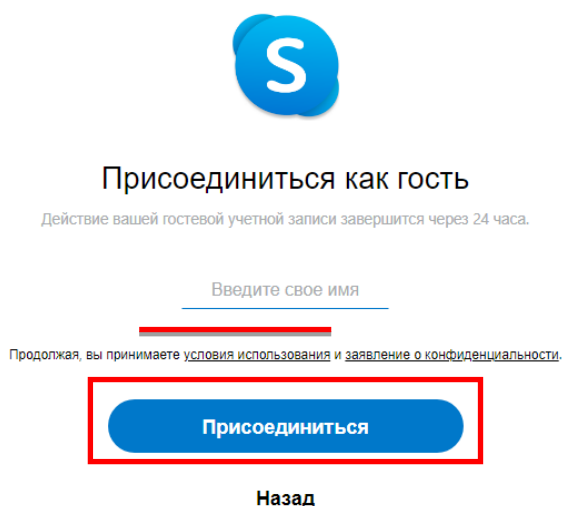 S
Присоединиться как гость
Действие вашей гостевой учетной записи завершится через 24 часа.
Введите свое имя
Продолжая, вы принимаете условия использования и заявление о конфиденциальности.
Присоединиться
Назад